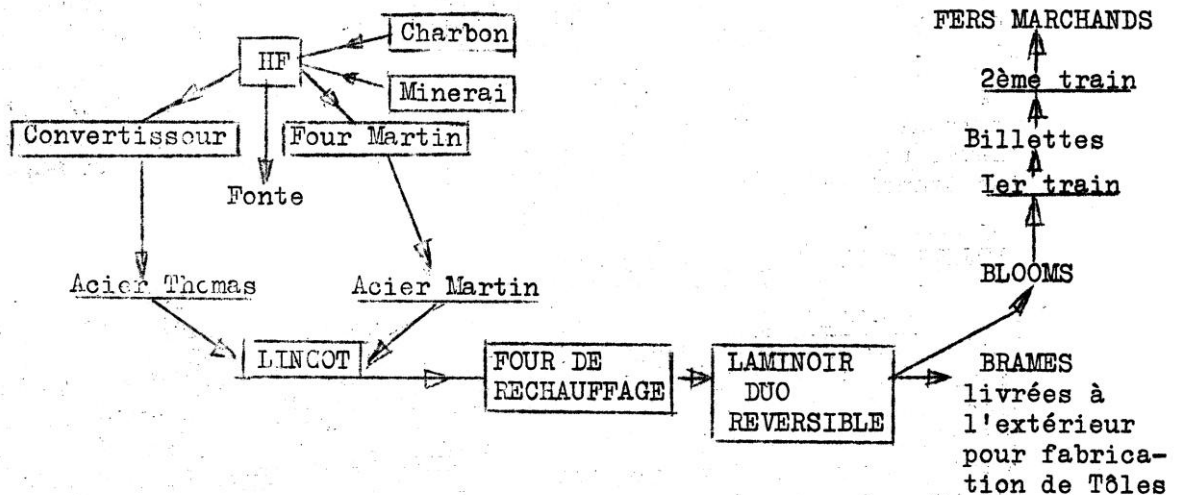 FERS MARCHANDS
Charbon
HF
2ème train
Minerai
Convertisseur
Four Martin
Billettes
Fonte
Ier train
BLOOMS
Acier Thomas
Acier Martin
LINGOT
FOUR DE
RECHAUFFAGE
LAMINOIR
DUO
REVERSIBLE
BRAMES
livrées à
l'extérieur
pour fabrica-
tion de Tôles